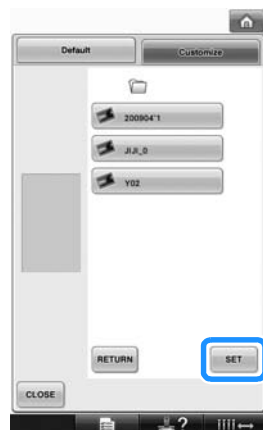 Default Customize
200904~1
JIJI_0
Y02
RETURN SET
CLOSE
?